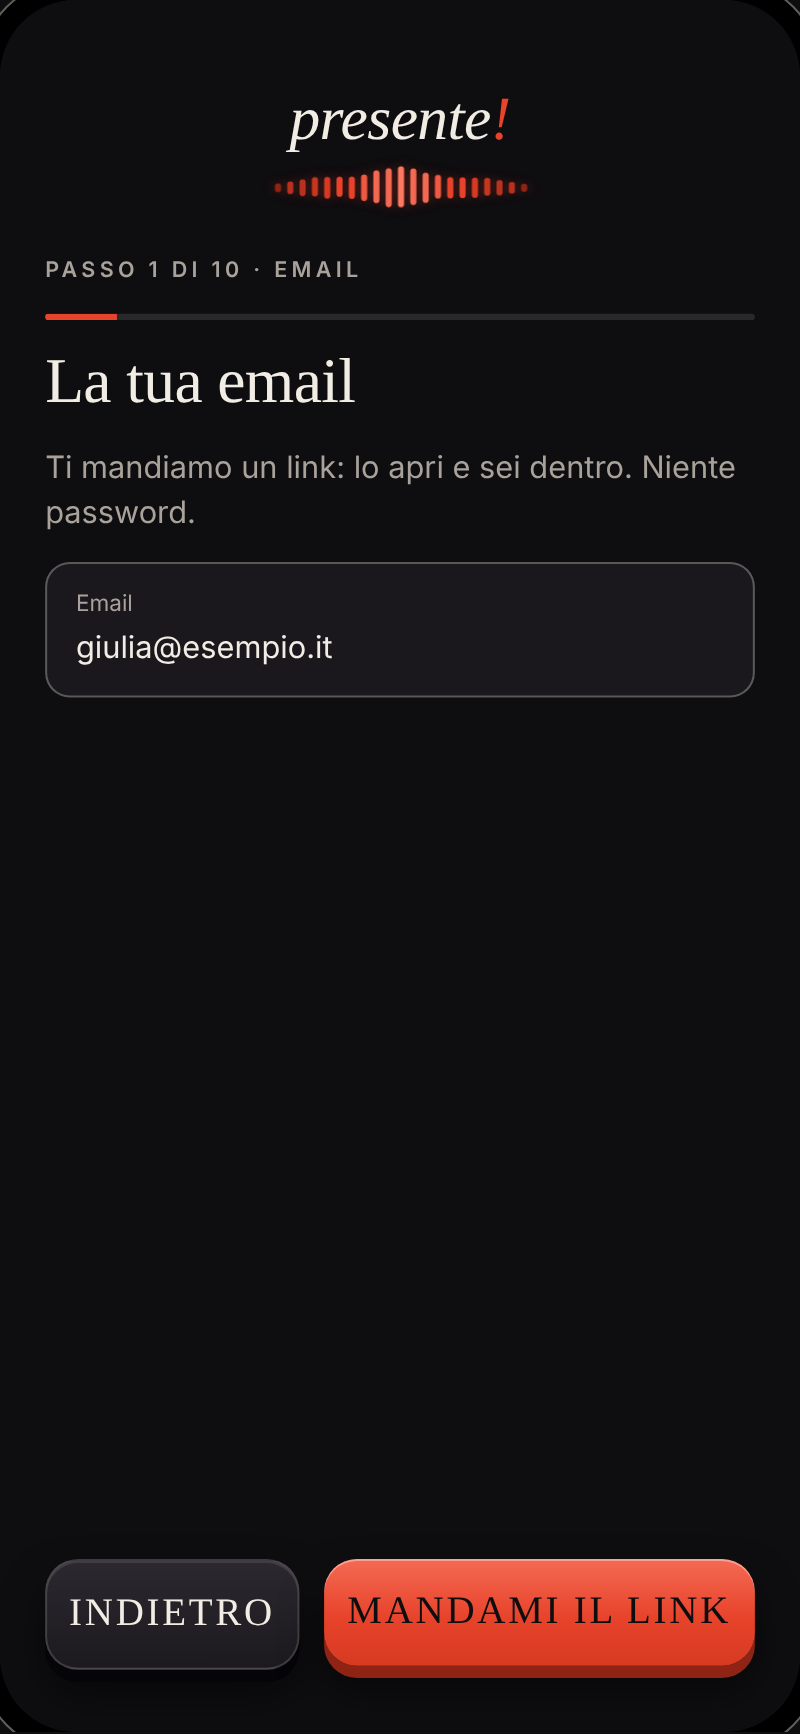 presente!
PASSO 1 DI 10 · EMAIL
La tua email
Ti mandiamo un link: lo apri e sei dentro. Niente
password.
Email
giulia@esempio.it
INDIETRO
MANDAMI IL LINK